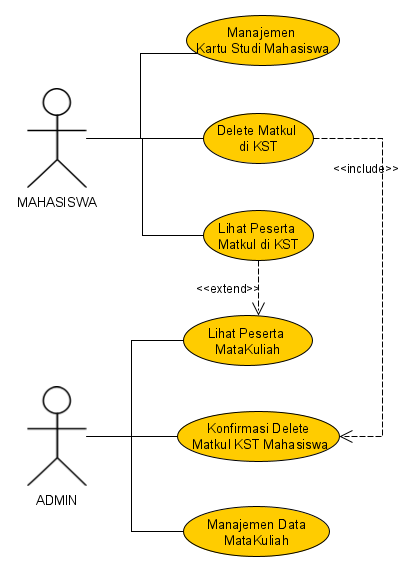 Manajemen
Kartu Studi Mahasiswa
Delete Matkul
di KST
<<include>>
MAHASISWA
Lihat Peserta
Matkul di KST
<<extend>>
Lihat Peserta
MataKuliah
Konfirmasi Delete
Matkul KST Mahasiswa
ADMIN
Manajemen Data
MataKuliah